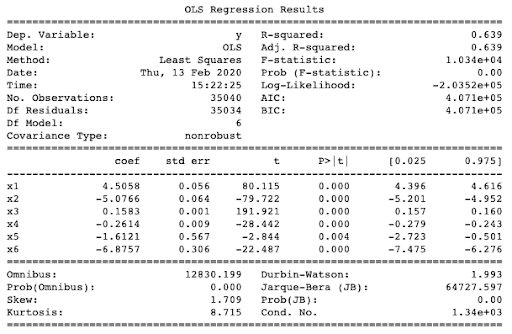 OLS Regression Results
==============================================================================
Dep. Variable: y R-squared: 0.639
Model: OLS Adj. R-squared: 0.639
Method: Least Squares F-statistic: 1.034e+04
Date: Thu, 13 Feb 2020 Prob (F-statistic): 0.00
Time: 15:22:25 Log-Likelihood: -2.0352e+05
No. Observations: 35040 AIC: 4.071e+05
Df Residuals: 35034 BIC: 4.071e+05
Df Model: 6
Covariance Type: nonrobust
==============================================================================
coef std err t P>|t| [0.025 0.975]
------------------------------------------------------------------------------
x1 4.5058 0.056 80.115 0.000 4.396 4.616
x2 -5.0766 0.064 -79.722 0.000 -5.201 -4.952
x3 0.1583 0.001 191.921 0.000 0.157 0.160
x4 -0.2614 0.009 -28.442 0.000 -0.279 -0.243
x5 -1.6121 0.567 -2.844 0.004 -2.723 -0.501
x6 -6.8757 0.306 -22.487 0.000 -7.475 -6.276
==============================================================================
Omnibus: 12830.199 Durbin-Watson: 1.993
Prob(Omnibus): 0.000 Jarque-Bera (JB): 64727.597
Skew: 1.709 Prob(JB): 0.00
Kurtosis: 8.715 Cond. No. 1.34e+03
==============================================================================